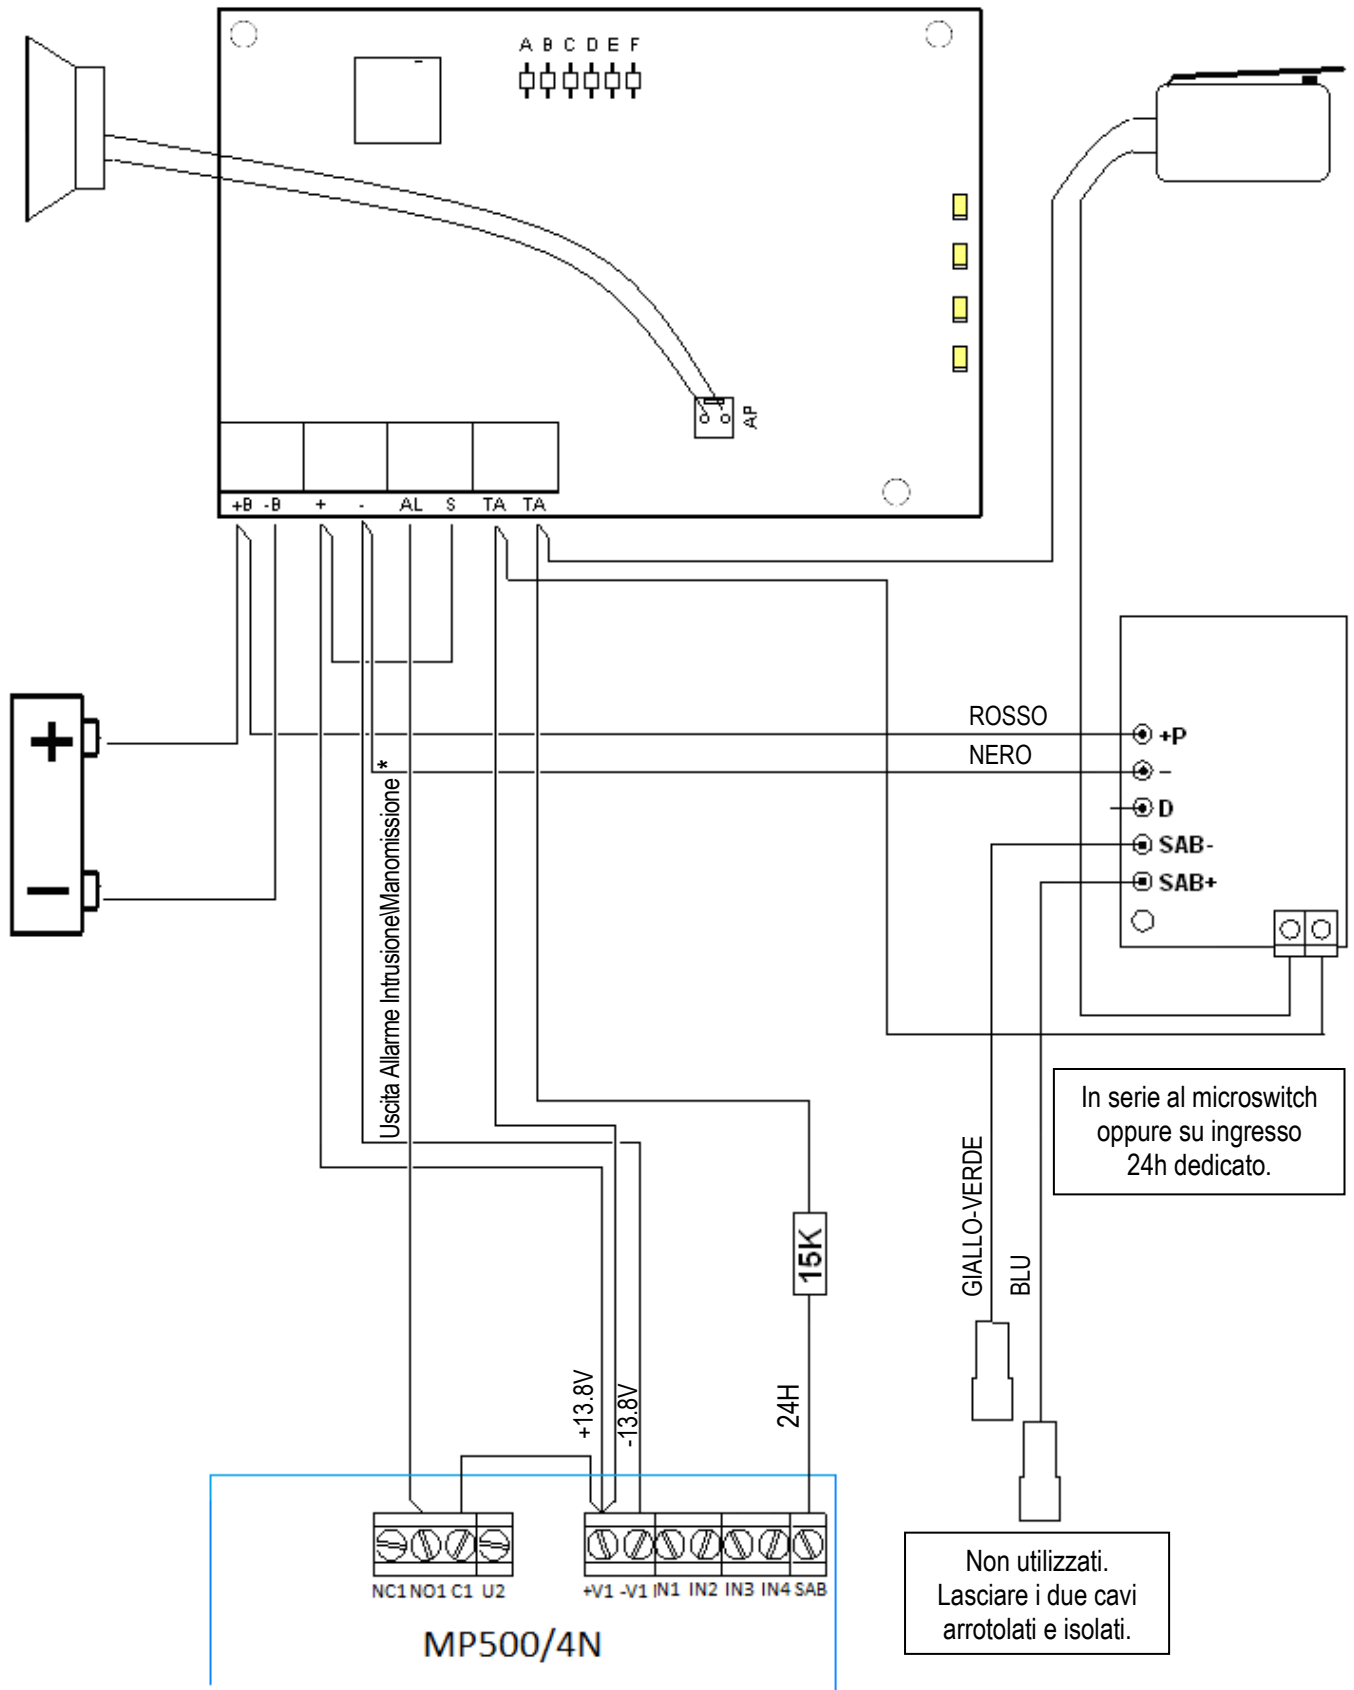 A B C D E F
AP
+B -B + - AL S TA TA
+
−
ROSSO
NERO
+P
–
D
SAB-
SAB+
Uscita Allarme Intrusione\Manomissione *
In serie al microswitch
oppure su ingresso
24h dedicato.
GIALLO-VERDE
BLU
15K
+13.8V
-13.8V
24H
NC1 NO1 C1 U2
+V1 -V1 IN1 IN2 IN3 IN4 SAB
MP500/4N
Non utilizzati.
Lasciare i due cavi
arrotolati e isolati.